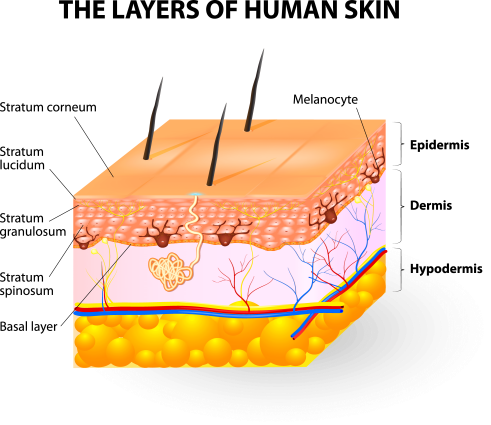 THE LAYERS OF HUMAN SKIN
Melanocyte
Stratum corneum
Stratum
lucidum
Stratum
granulosum
Stratum
spinosum
Basal layer
Epidermis
Dermis
Hypodermis